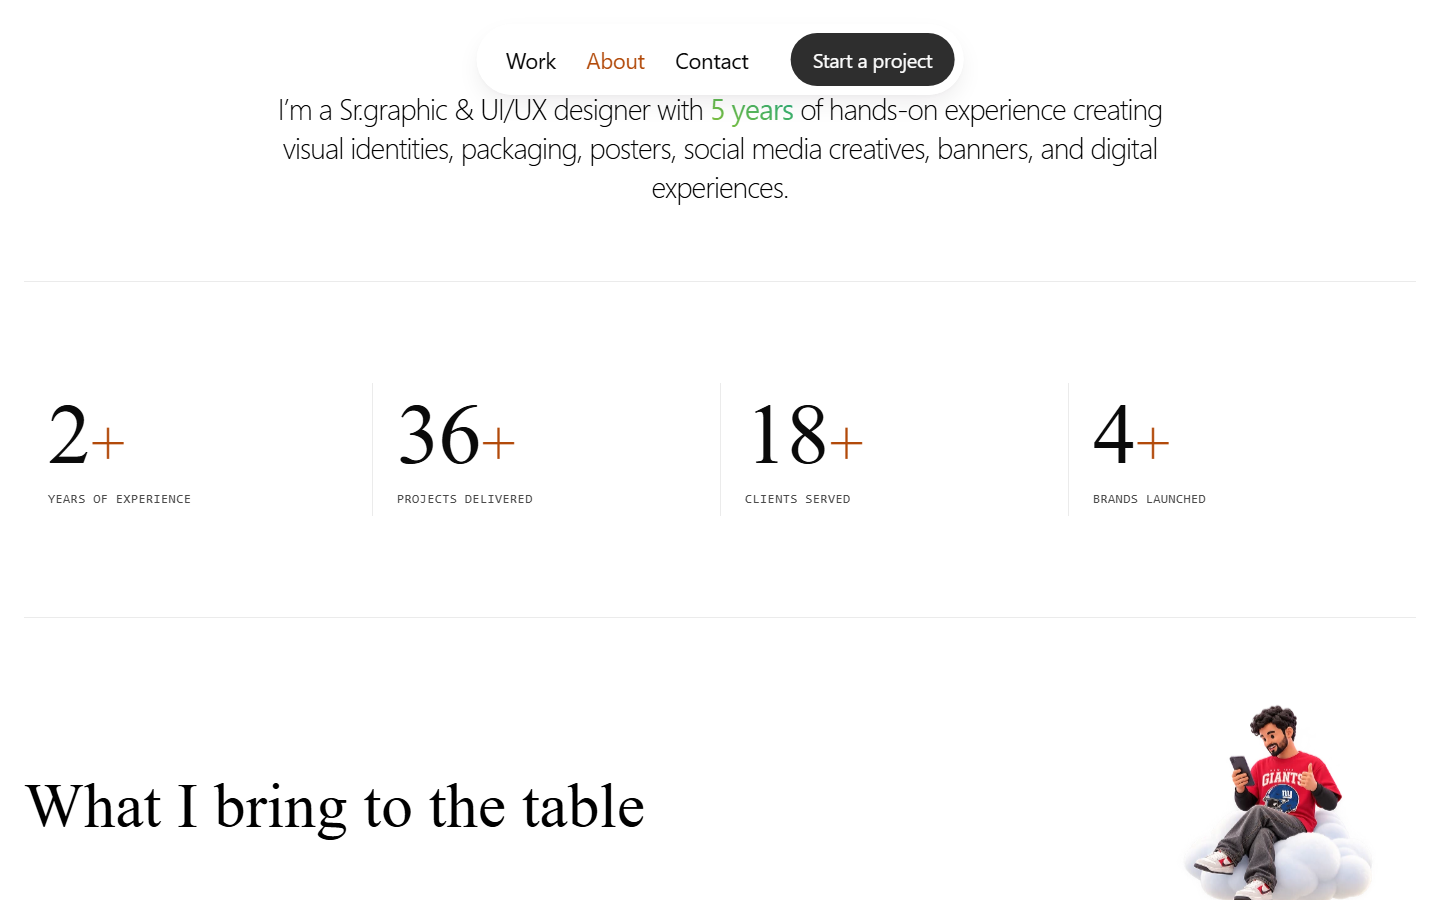 Work About Contact Start a project
I'm a Sr.graphic & UI/UX designer with 5 years of hands-on experience creating
visual identities, packaging, posters, social media creatives, banners, and digital
experiences.
2+ 36+ 18+ 4+
YEARS OF EXPERIENCE PROJECTS DELIVERED CLIENTS SERVED BRANDS LAUNCHED
What I bring to the table
GIANTS
ny